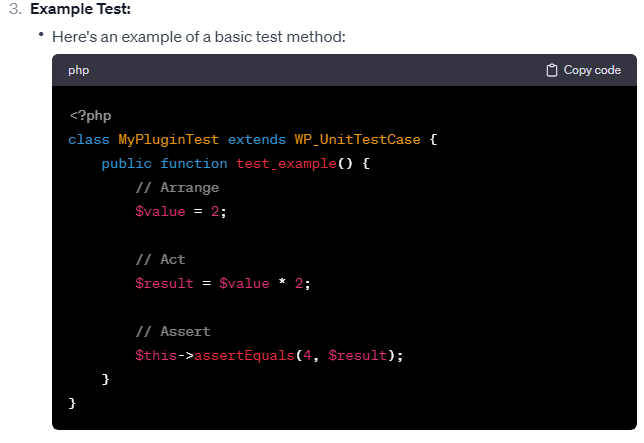 3. Example Test:
• Here's an example of a basic test method:
php Copy code
<?php
class MyPluginTest extends WP_UnitTestCase {
    public function test_example() {
        // Arrange
        $value = 2;

        // Act
        $result = $value * 2;

        // Assert
        $this->assertEquals(4, $result);
    }
}